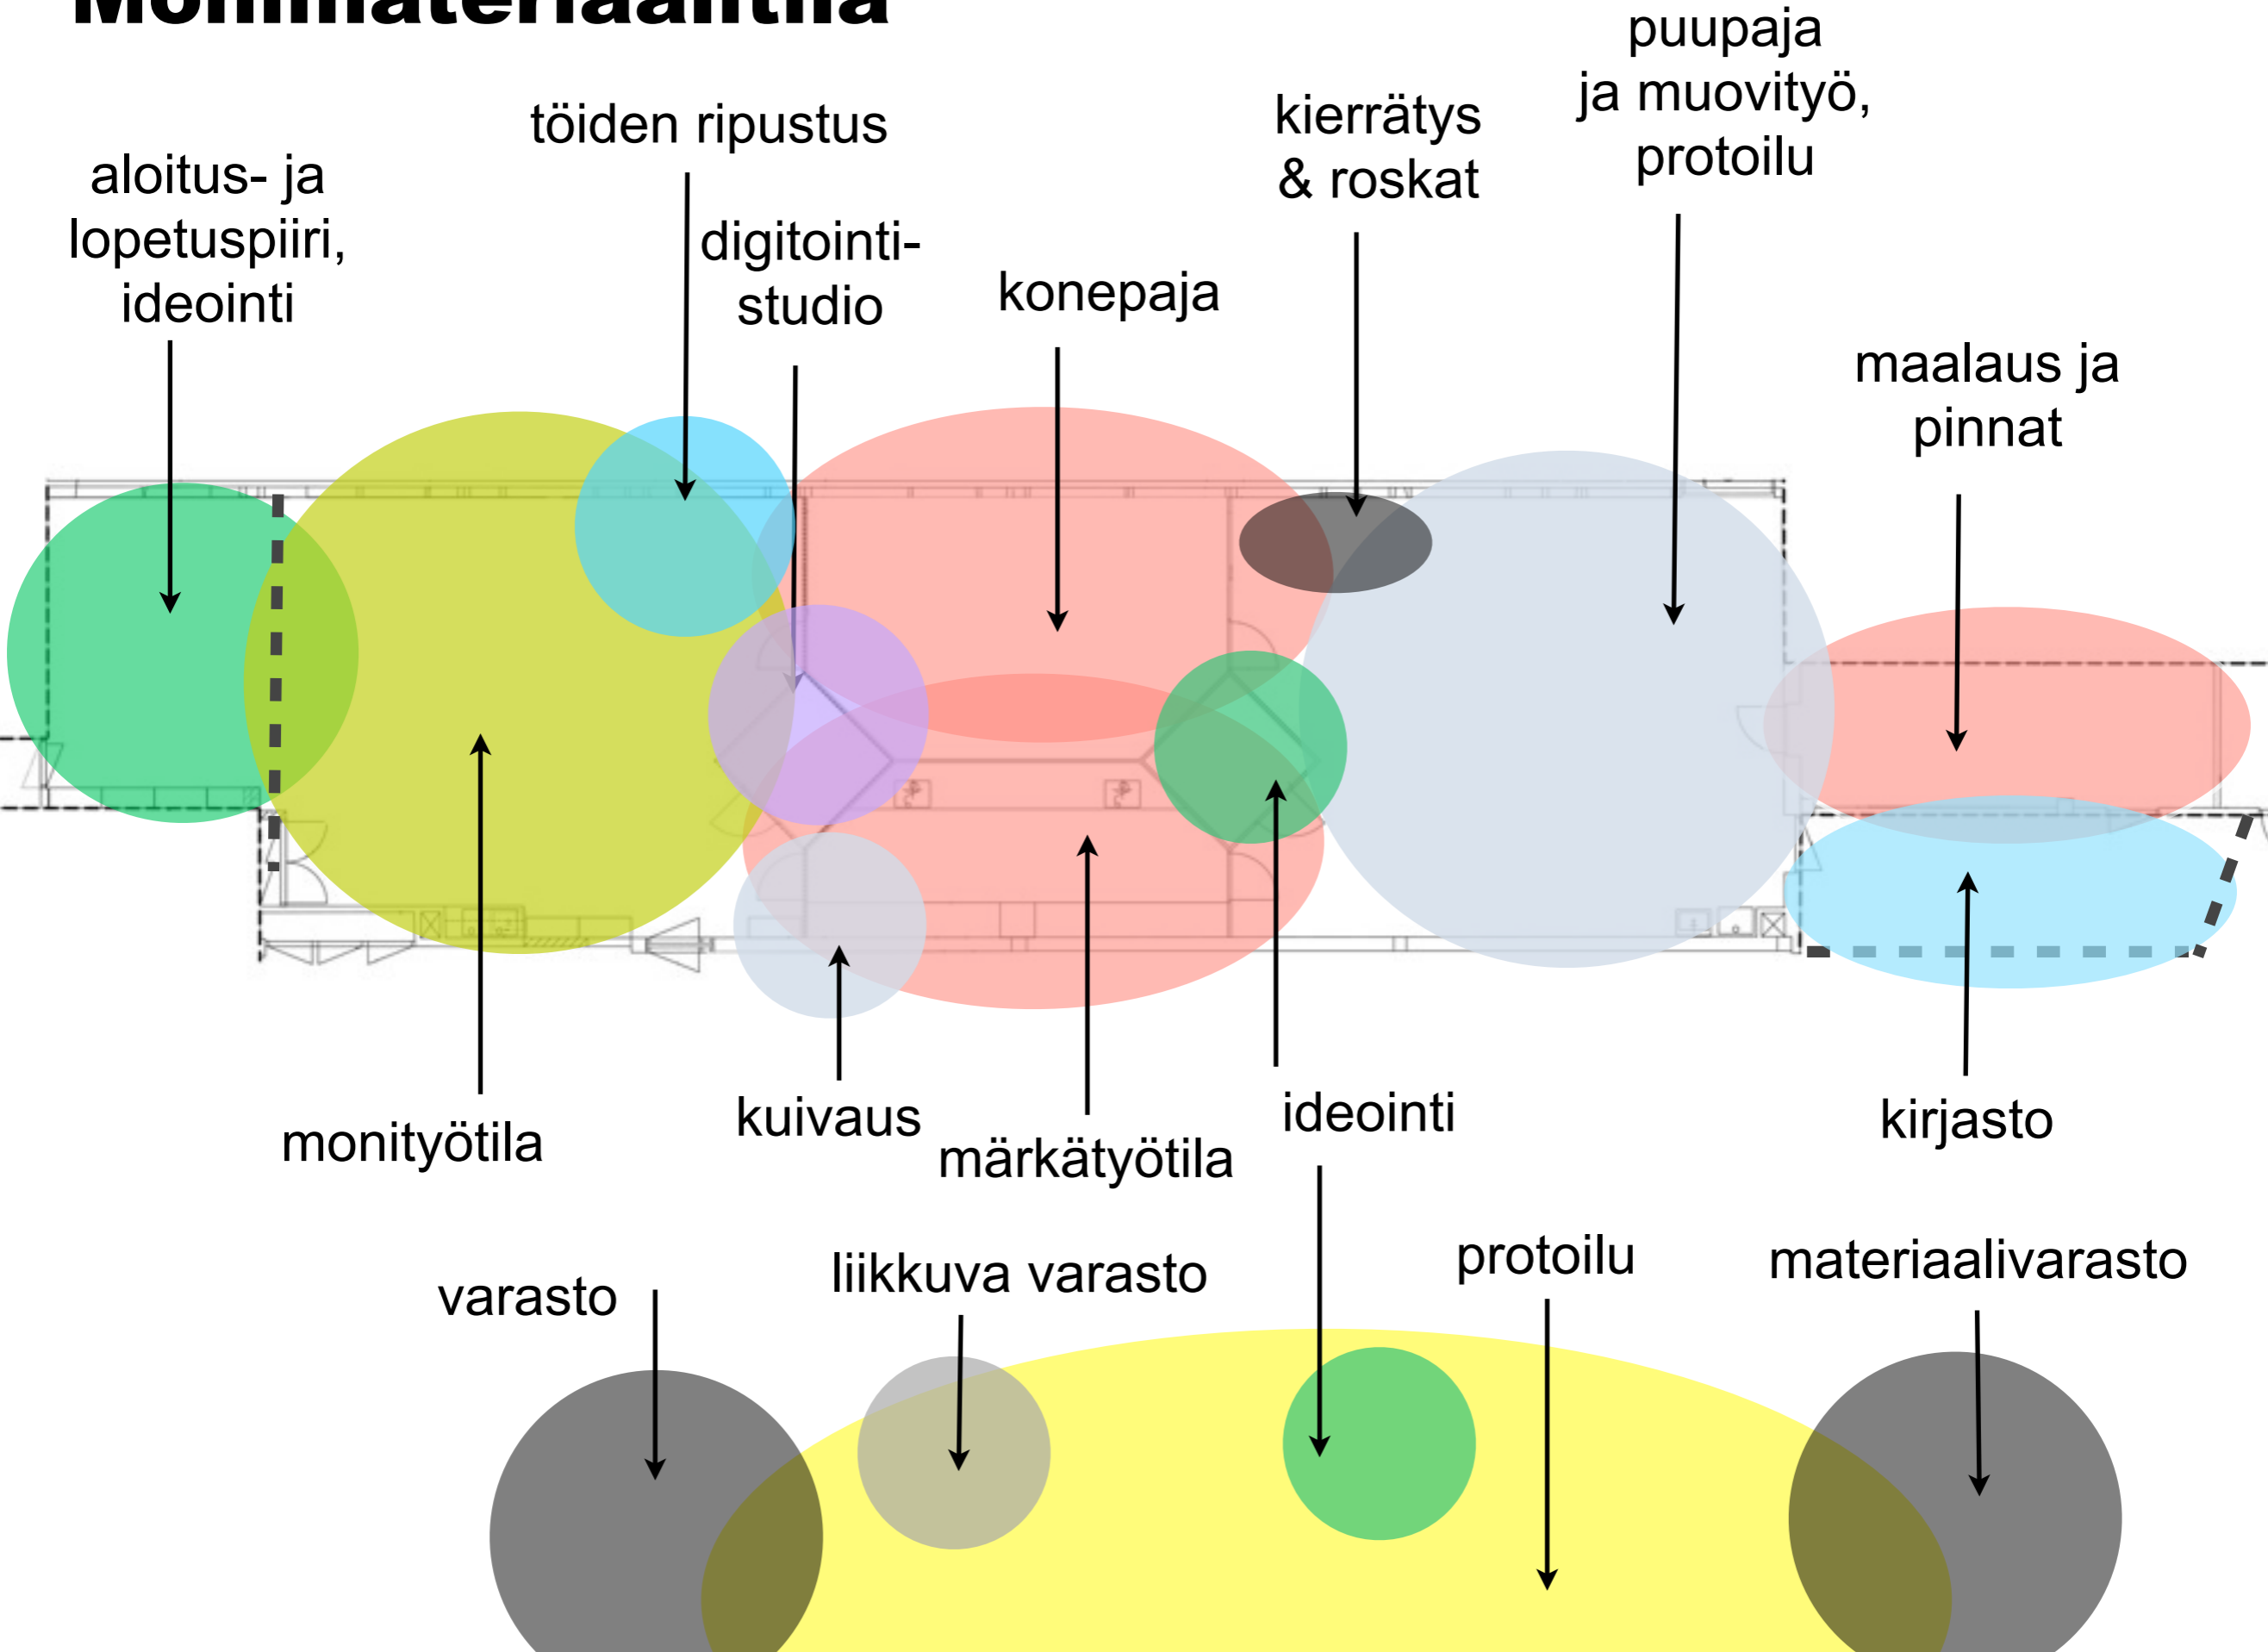 Monimateriaalitila
puupaja
ja muovityö,
protoilu
kierrätys
& roskat
töiden ripustus
aloitus- ja
lopetuspiiri,
ideointi
digitointi-
studio
konepaja
maalaus ja
pinnat
monityötila
kuivaus
märkätyötila
ideointi
kirjasto
varasto
liikkuva varasto
protoilu
materiaalivarasto